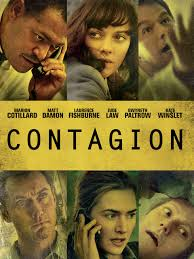 MARION COTILLARD MATT DAMON LAURENCE FISHBURNE JUDE LAW GWYNETH PALTROW KATE WINSLET
CONTAGION